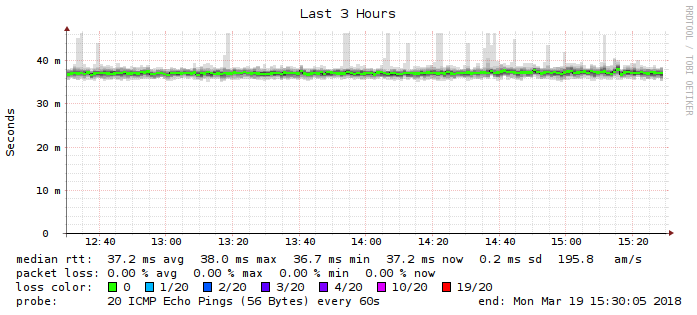 Last 3 Hours
RRDTOOL / TOBI OETIKER
Seconds
40 m
30 m
20 m
10 m
0
12:40 13:00 13:20 13:40 14:00 14:20 14:40 15:00 15:20
median rtt: 37.2 ms avg 38.0 ms max 36.7 ms min 37.2 ms now 0.2 ms sd 195.8 am/s
packet loss: 0.00 % avg 0.00 % max 0.00 % min 0.00 % now
loss color: 0 1/20 2/20 3/20 4/20 10/20 19/20
probe: 20 ICMP Echo Pings (56 Bytes) every 60s end: Mon Mar 19 15:30:05 2018